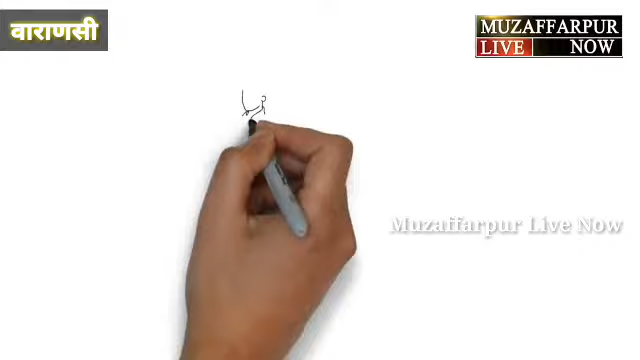 वाराणसी
MUZAFFARPUR
LIVE NOW
Muzaffarpur Live Now